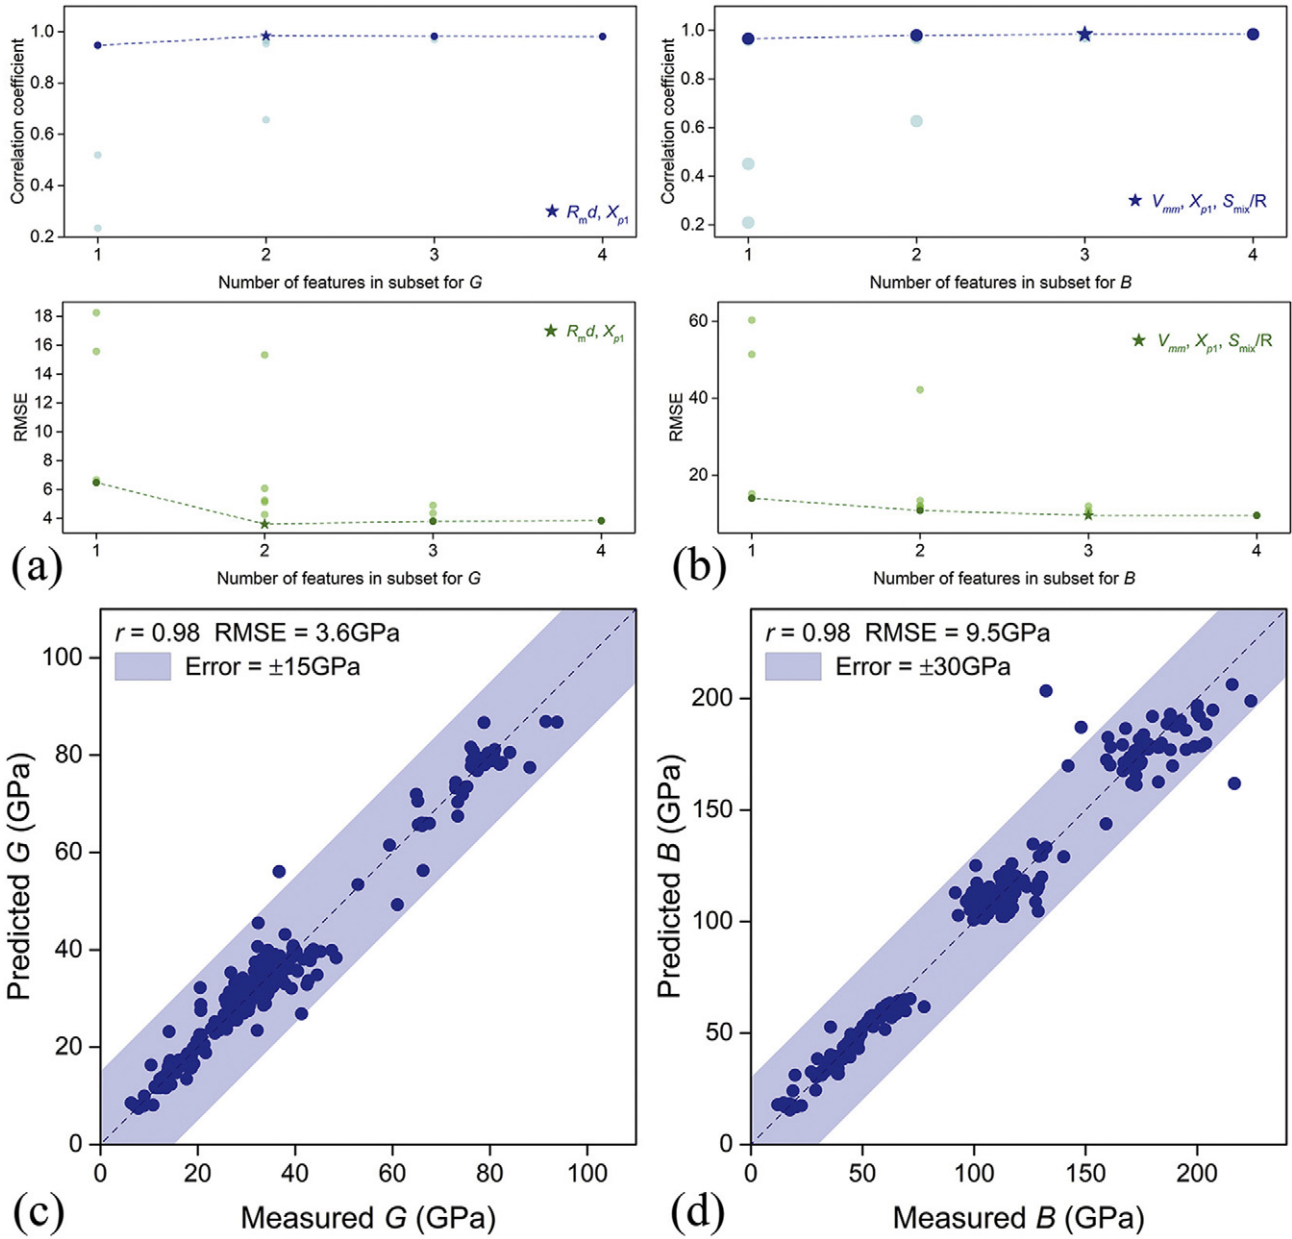 1.0
0.8
0.6
0.4
0.2
Correlation coefficient
★ Rmd, Xp1
1 2 3 4
Number of features in subset for G
1.0
0.8
0.6
0.4
0.2
Correlation coefficient
★ Vmm, Xp1, Smix/R
1 2 3 4
Number of features in subset for B
18
16
14
12
10
8
6
4
RMSE
★ Rmd, Xp1
1 2 3 4
Number of features in subset for G
(a)
60
40
20
RMSE
★ Vmm, Xp1, Smix/R
1 2 3 4
Number of features in subset for B
(b)
r = 0.98 RMSE = 3.6GPa
Error = ±15GPa
100
80
60
40
20
0
Predicted G (GPa)
0 20 40 60 80 100
Measured G (GPa)
(c)
r = 0.98 RMSE = 9.5GPa
Error = ±30GPa
200
150
100
50
0
Predicted B (GPa)
0 50 100 150 200
Measured B (GPa)
(d)